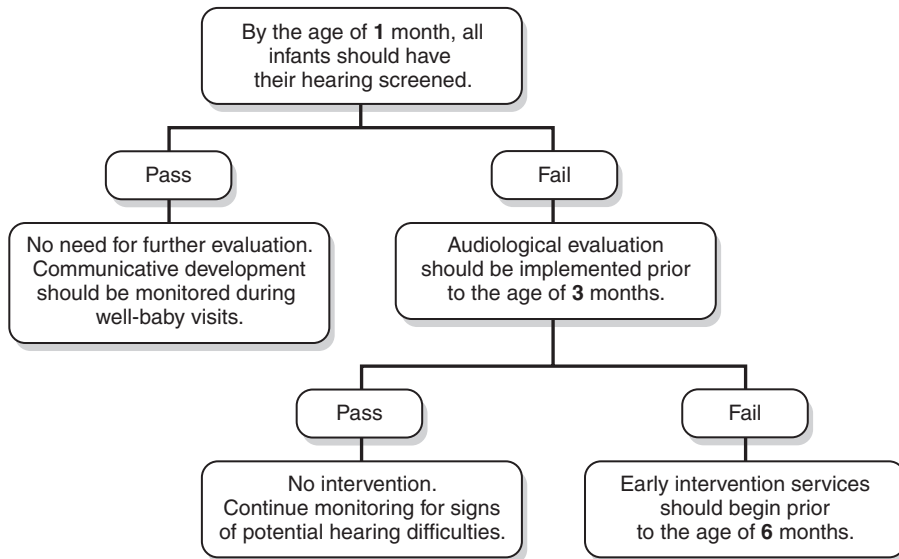 By the age of 1 month, all
infants should have
their hearing screened.
Pass
Fail
No need for further evaluation.
Communicative development
should be monitored during
well-baby visits.
Audiological evaluation
should be implemented prior
to the age of 3 months.
Pass
Fail
No intervention.
Continue monitoring for signs
of potential hearing difficulties.
Early intervention services
should begin prior
to the age of 6 months.